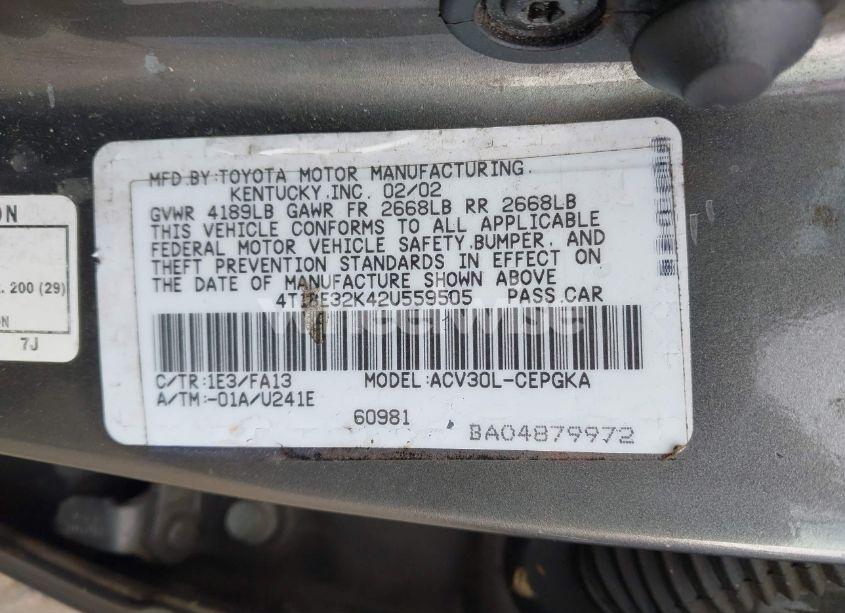 MFD.BY:TOYOTA MOTOR MANUFACTURING,
KENTUCKY.INC. 02/02
GVWR 4189LB GAWR FR 2668LB RR 2668LB
THIS VEHICLE CONFORMS TO ALL APPLICABLE
FEDERAL MOTOR VEHICLE SAFETY,BUMPER, AND
THEFT PREVENTION STANDARDS IN EFFECT ON
THE DATE OF MANUFACTURE SHOWN ABOVE
4T1BE32K42U559505 PASS.CAR
WheelWise
C/TR:1E3/FA13 MODEL:ACV30L-CEPGKA
A/TM:-01A/U241E
60981
BA04879972
ON
. 200 (29)
ON
7J